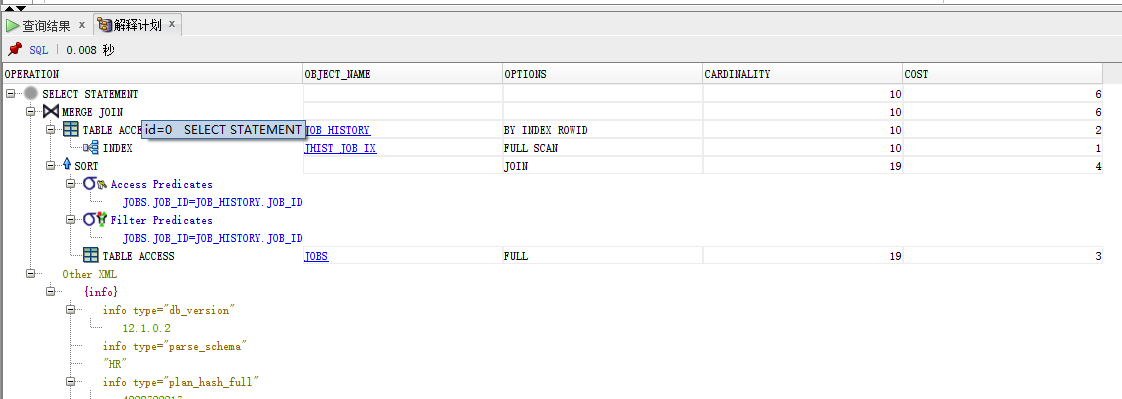 查询结果 × 解释计划 ×
SQL | 0.008 秒
OPERATION OBJECT_NAME OPTIONS CARDINALITY COST
SELECT STATEMENT 10 6
MERGE JOIN 10 6
TABLE ACCE id=0 SELECT STATEMENT JOB_HISTORY BY INDEX ROWID 10 2
INDEX JHIST_JOB_IX FULL SCAN 10 1
SORT JOIN 19 4
Access Predicates
JOBS.JOB_ID=JOB_HISTORY.JOB_ID
Filter Predicates
JOBS.JOB_ID=JOB_HISTORY.JOB_ID
TABLE ACCESS JOBS FULL 19 3
Other XML
{info}
info type="db_version"
12.1.0.2
info type="parse_schema"
"HR"
info type="plan_hash_full"